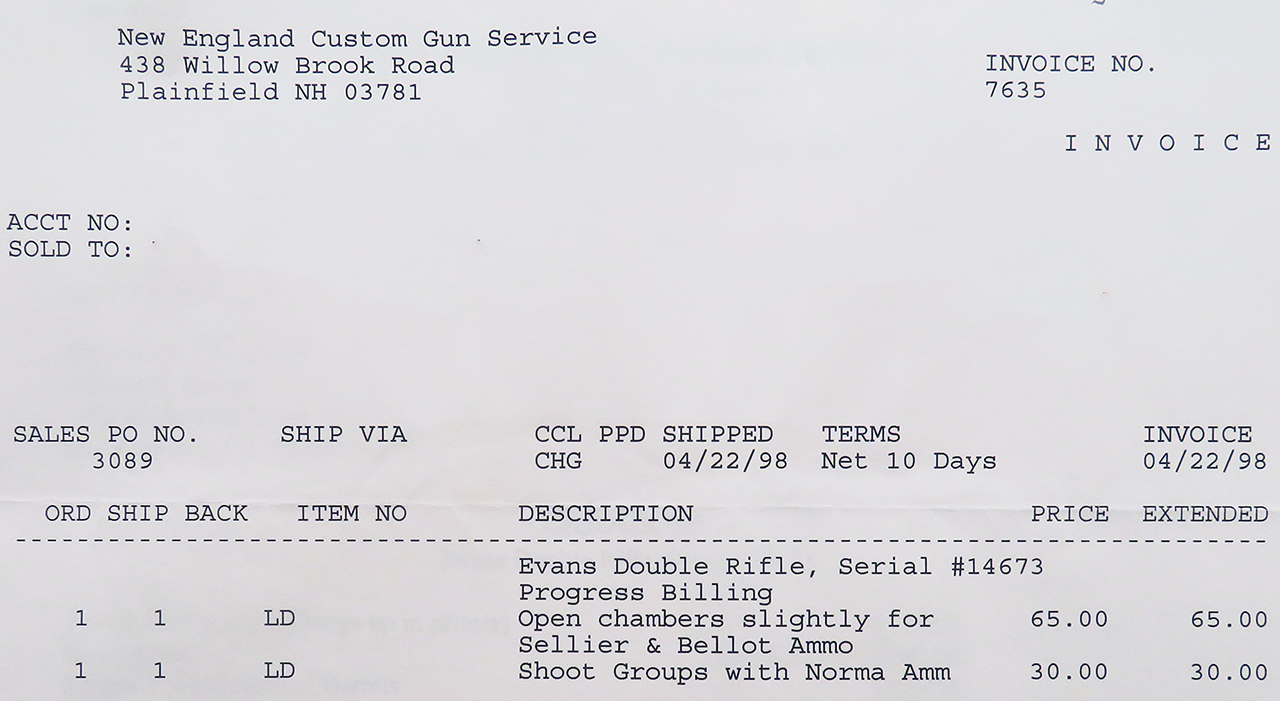 New England Custom Gun Service
438 Willow Brook Road
Plainfield NH 03781
INVOICE NO.
7635
I N V O I C E
ACCT NO:
SOLD TO:
SALES PO NO. SHIP VIA CCL PPD SHIPPED TERMS INVOICE
3089 CHG 04/22/98 Net 10 Days 04/22/98
ORD SHIP BACK ITEM NO DESCRIPTION PRICE EXTENDED
Evans Double Rifle, Serial #14673
Progress Billing
1 1 LD Open chambers slightly for 65.00 65.00
Sellier & Bellot Ammo
1 1 LD Shoot Groups with Norma Amm 30.00 30.00